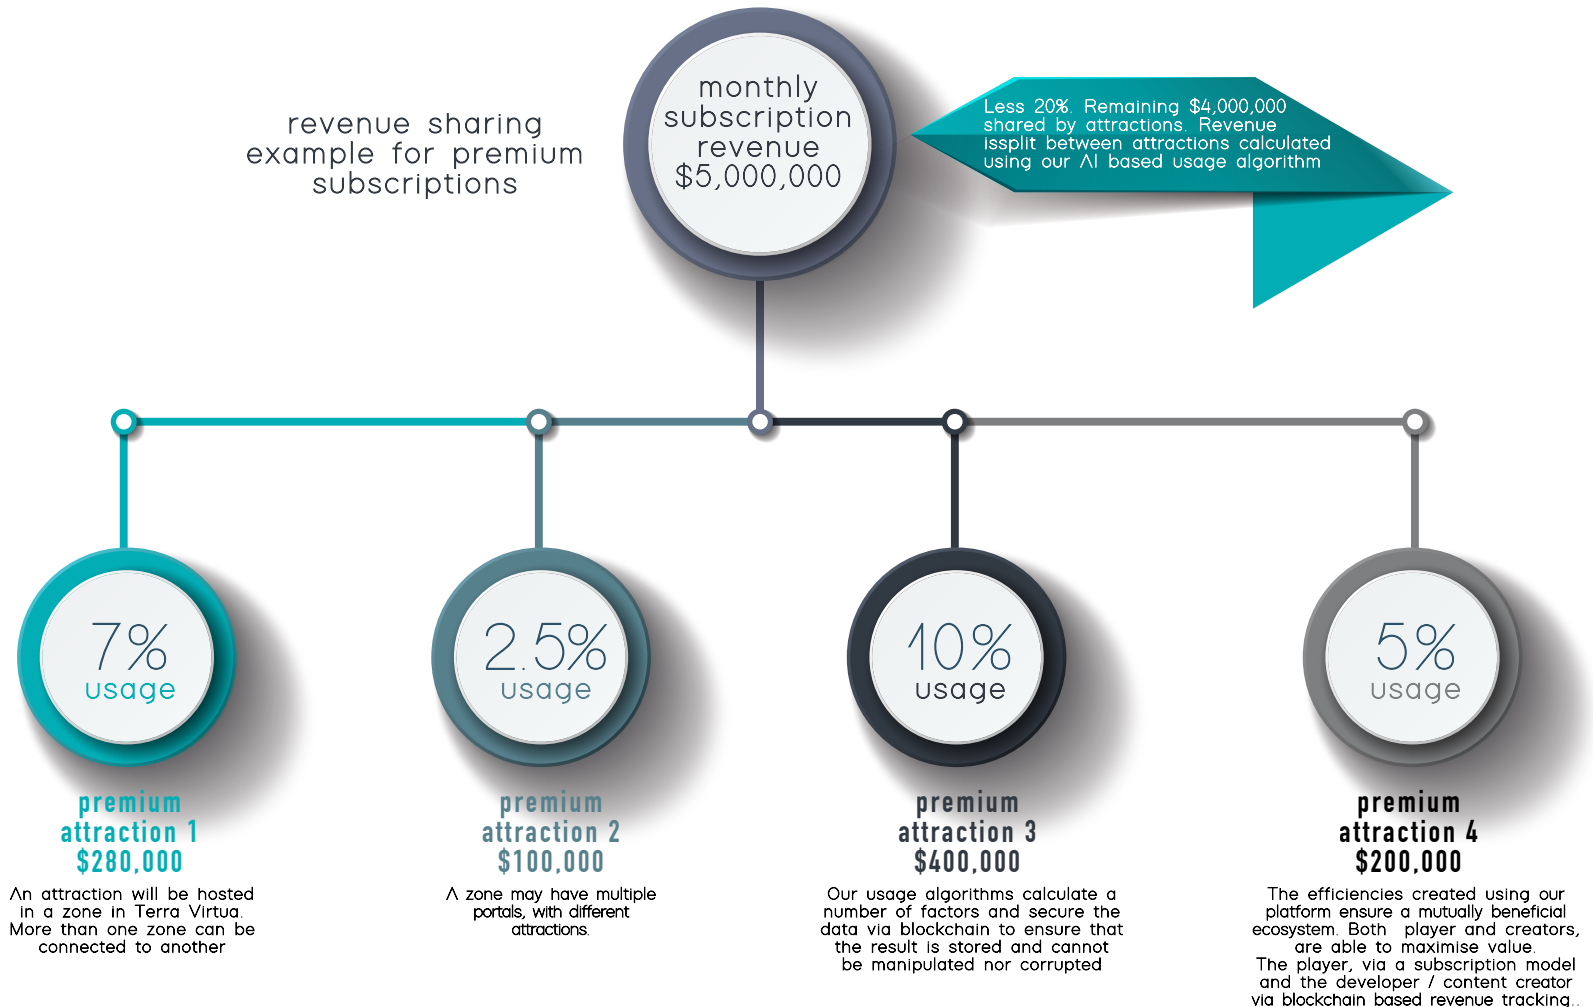 revenue sharing
example for premium
subscriptions
monthly
subscription
revenue
$5,000,000
Less 20%. Remaining $4,000,000
shared by attractions. Revenue
issplit between attractions calculated
using our AI based usage algorithm
7%
usage
premium
attraction 1
$280,000
An attraction will be hosted
in a zone in Terra Virtua.
More than one zone can be
connected to another
2.5%
usage
premium
attraction 2
$100,000
A zone may have multiple
portals, with different
attractions.
10%
usage
premium
attraction 3
$400,000
Our usage algorithms calculate a
number of factors and secure the
data via blockchain to ensure that
the result is stored and cannot
be manipulated nor corrupted
5%
usage
premium
attraction 4
$200,000
The efficiencies created using our
platform ensure a mutually beneficial
ecosystem. Both player and creators,
are able to maximise value.
The player, via a subscription model
and the developer / content creator
via blockchain based revenue tracking..